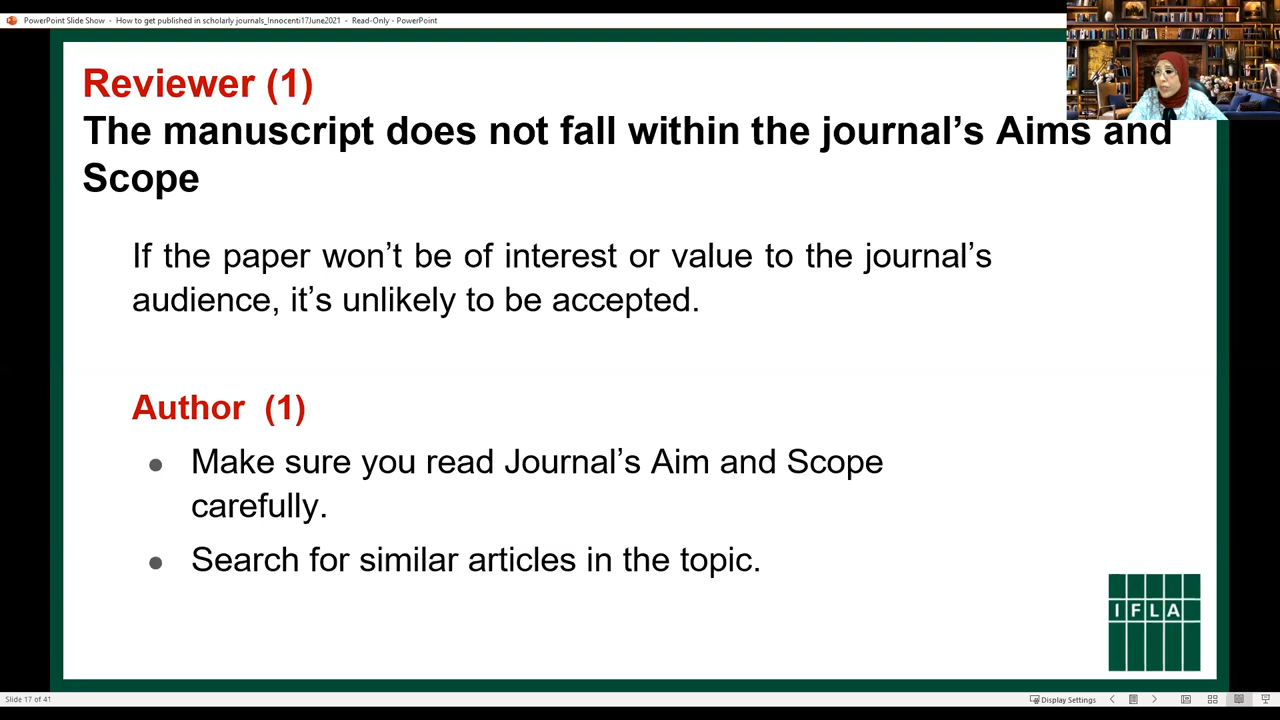 PowerPoint Slide Show - How to get published in scholarly journals_Innocenti17June2021 - Read-Only - PowerPoint
Reviewer (1)
The manuscript does not fall within the journal’s Aims and
Scope
If the paper won’t be of interest or value to the journal’s
audience, it’s unlikely to be accepted.
Author (1)
● Make sure you read Journal’s Aim and Scope
carefully.
● Search for similar articles in the topic.
IFLA
Slide 17 of 41
Display Settings